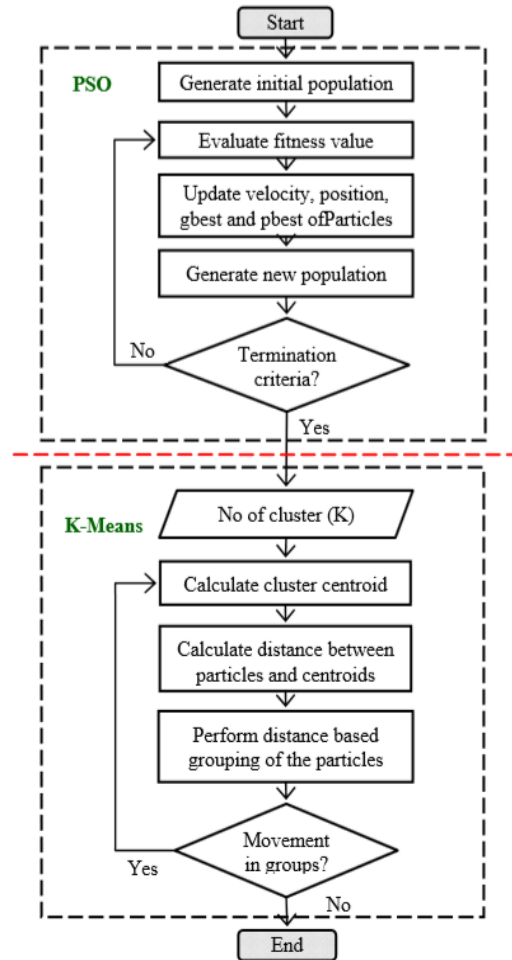 Start
PSO
Generate initial population
Evaluate fitness value
Update velocity, position,
gbest and pbest ofParticles
Generate new population
No
Termination
criteria?
Yes
No of cluster (K)
K-Means
Calculate cluster centroid
Calculate distance between
particles and centroids
Perform distance based
grouping of the particles
Movement
in groups?
Yes
No
End